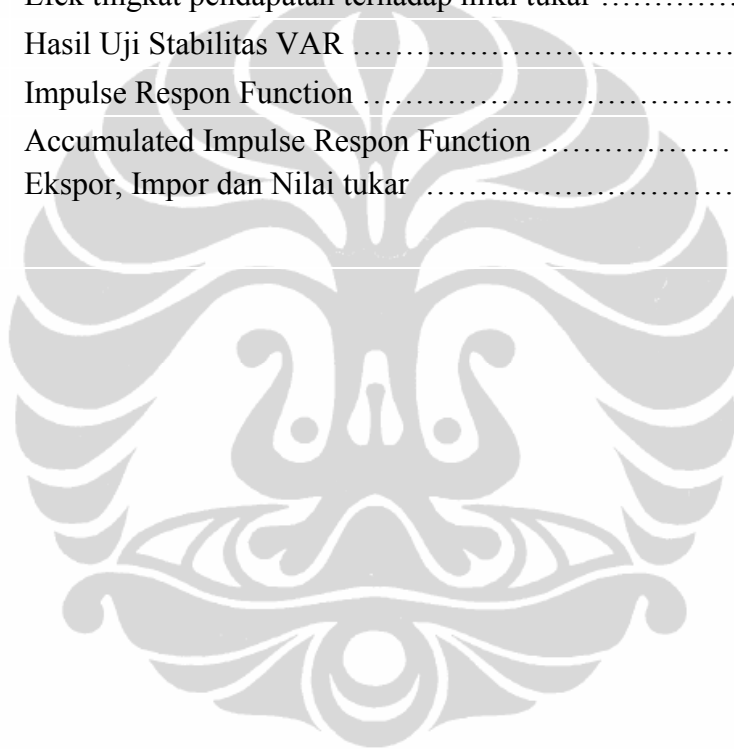 Efek tingkat pendapatan terhadap nilai tukar ……………
Hasil Uji Stabilitas VAR ………………………………
Impulse Respon Function ………………………………
Accumulated Impulse Respon Function ………………
Ekspor, Impor dan Nilai tukar …………………………